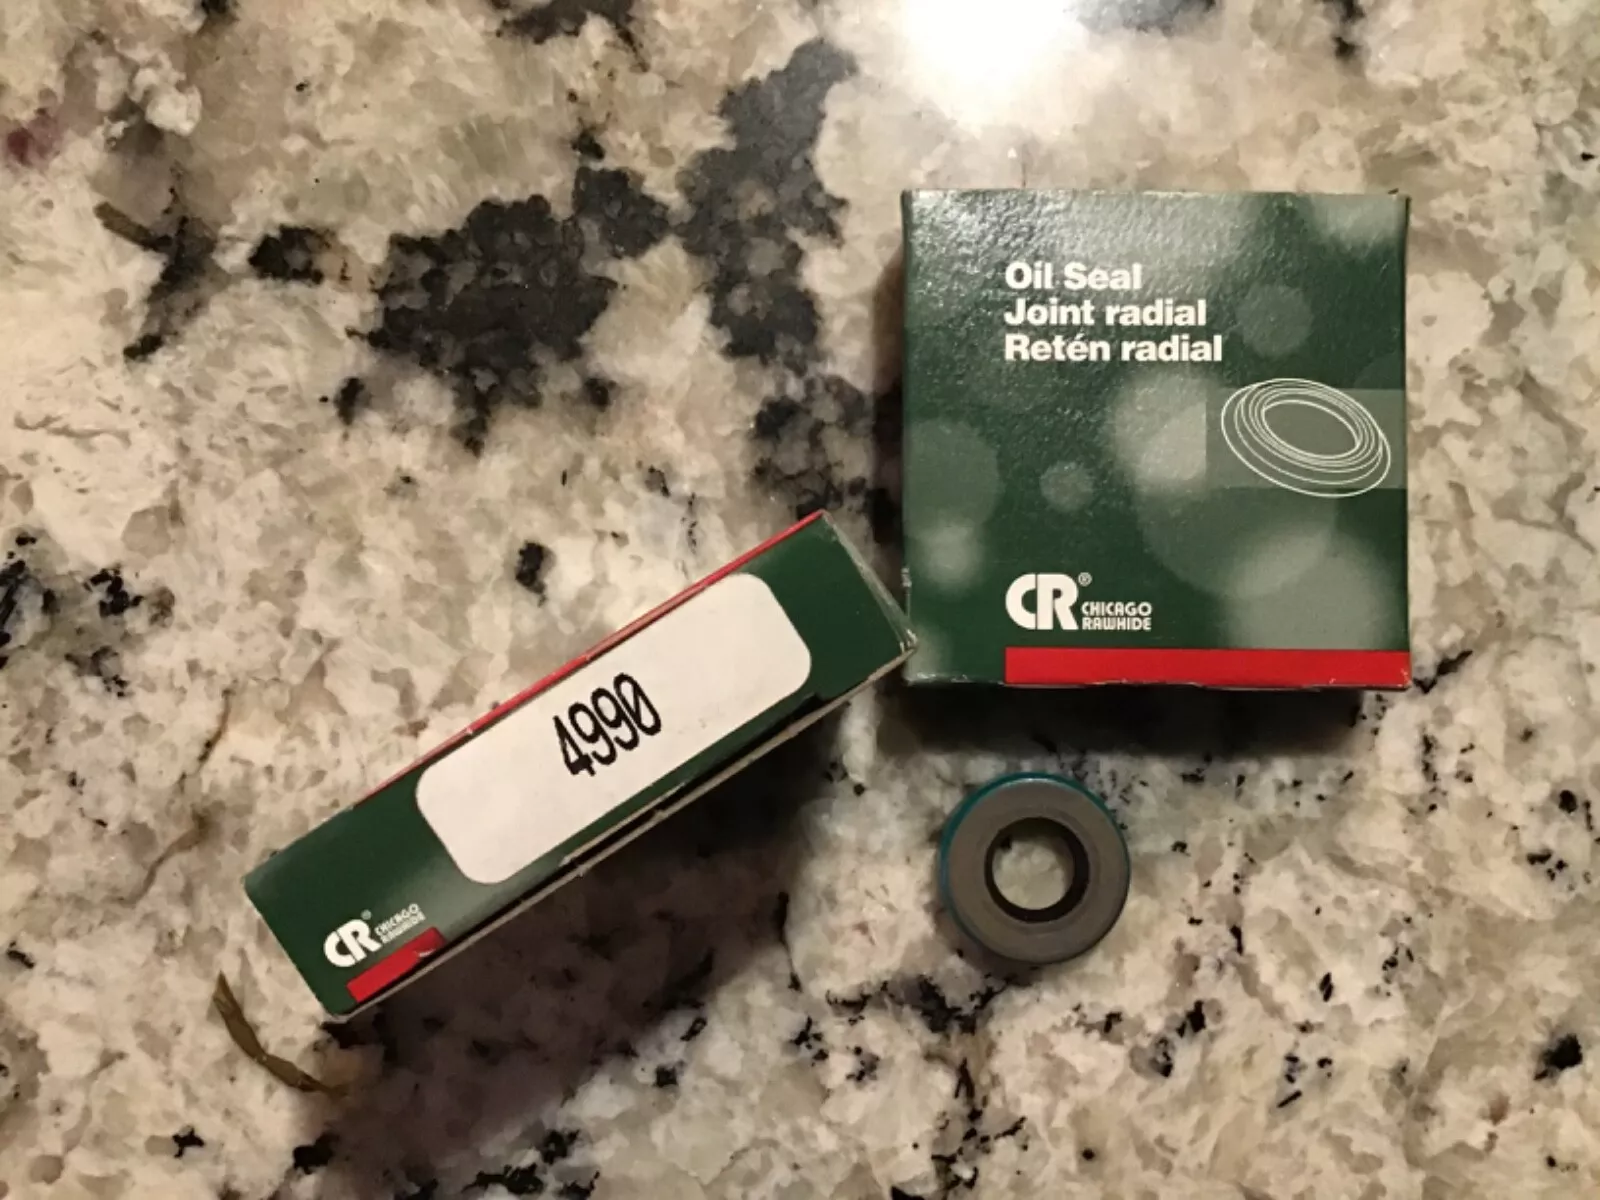 Oil Seal
Joint radial
Retén radial
CR®
CHICAGO
RAWHIDE
4990
CR®
CHICAGO
RAWHIDE